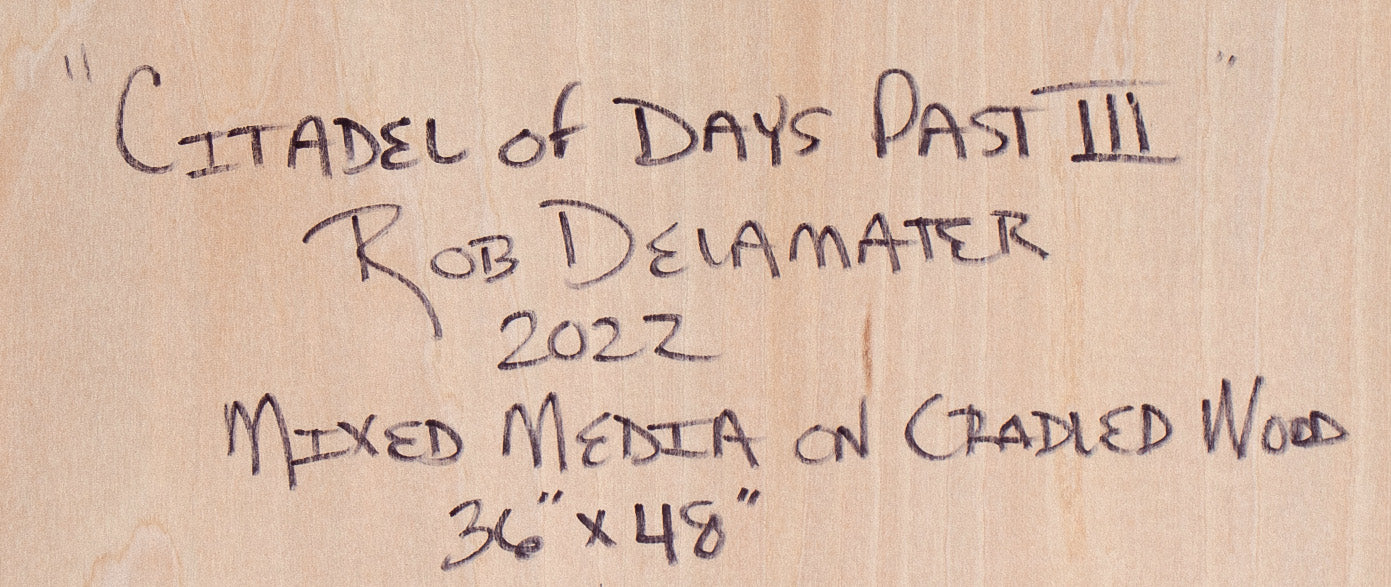 "Citadel of Days Past III"
Rob Delamater
2022
Mixed Media on Cradled Wood
36" x 48"